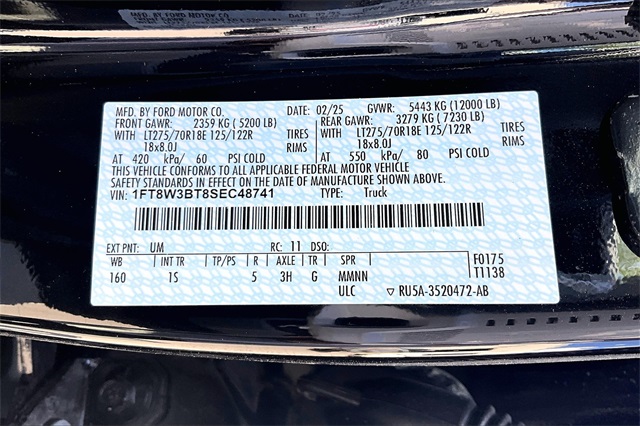 MFD. BY FORD MOTOR CO. DATE: 02/25 GVWR: 5443 KG (12000 LB)
FRONT GAWR: 2359 KG ( 5200 LB) REAR GAWR: 3279 KG ( 7230 LB)
WITH LT275/70R18E 125/122R TIRES WITH LT275/70R18E 125/122R TIRES
18x8.0J RIMS 18x8.0J RIMS
AT 420 kPa/ 60 PSI COLD AT 550 kPa/ 80 PSI COLD
THIS VEHICLE CONFORMS TO ALL APPLICABLE FEDERAL MOTOR VEHICLE
SAFETY STANDARDS IN EFFECT ON THE DATE OF MANUFACTURE SHOWN ABOVE.
VIN: 1FT8W3BT8SEC48741 TYPE: Truck
EXT PNT: UM RC: 11 DSO: F0175
WB INT TR TP/PS R AXLE TR SPR T1138
160 1S 5 3H G MMNN
ULC ▽ RU5A-3520472-AB